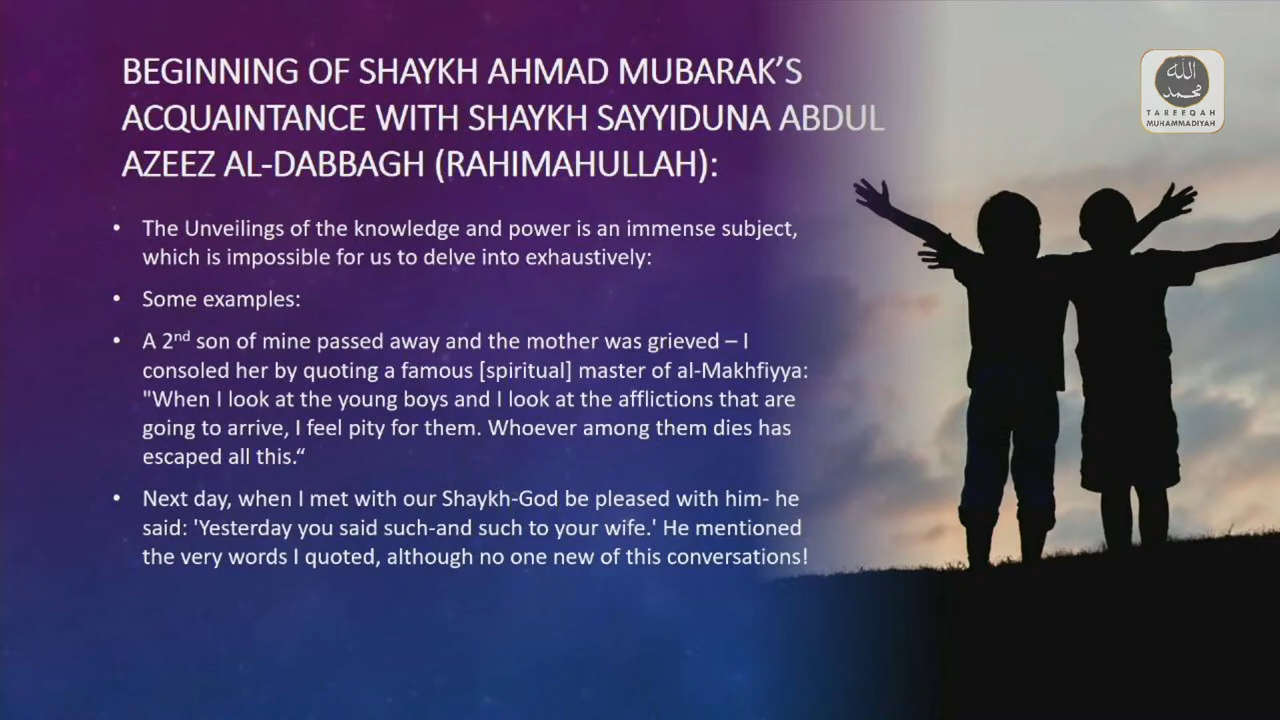 BEGINNING OF SHAYKH AHMAD MUBARAK’S
ACQUAINTANCE WITH SHAYKH SAYYIDUNA ABDUL
AZEEZ AL-DABBAGH (RAHIMAHULLAH):
• The Unveilings of the knowledge and power is an immense subject,
which is impossible for us to delve into exhaustively:
• Some examples:
• A 2nd son of mine passed away and the mother was grieved – I
consoled her by quoting a famous [spiritual] master of al-Makhfiyya:
"When I look at the young boys and I look at the afflictions that are
going to arrive, I feel pity for them. Whoever among them dies has
escaped all this.“
• Next day, when I met with our Shaykh-God be pleased with him- he
said: 'Yesterday you said such-and such to your wife.' He mentioned
the very words I quoted, although no one new of this conversations!
الله
محمد
TAREEQAH
MUHAMMADIYAH